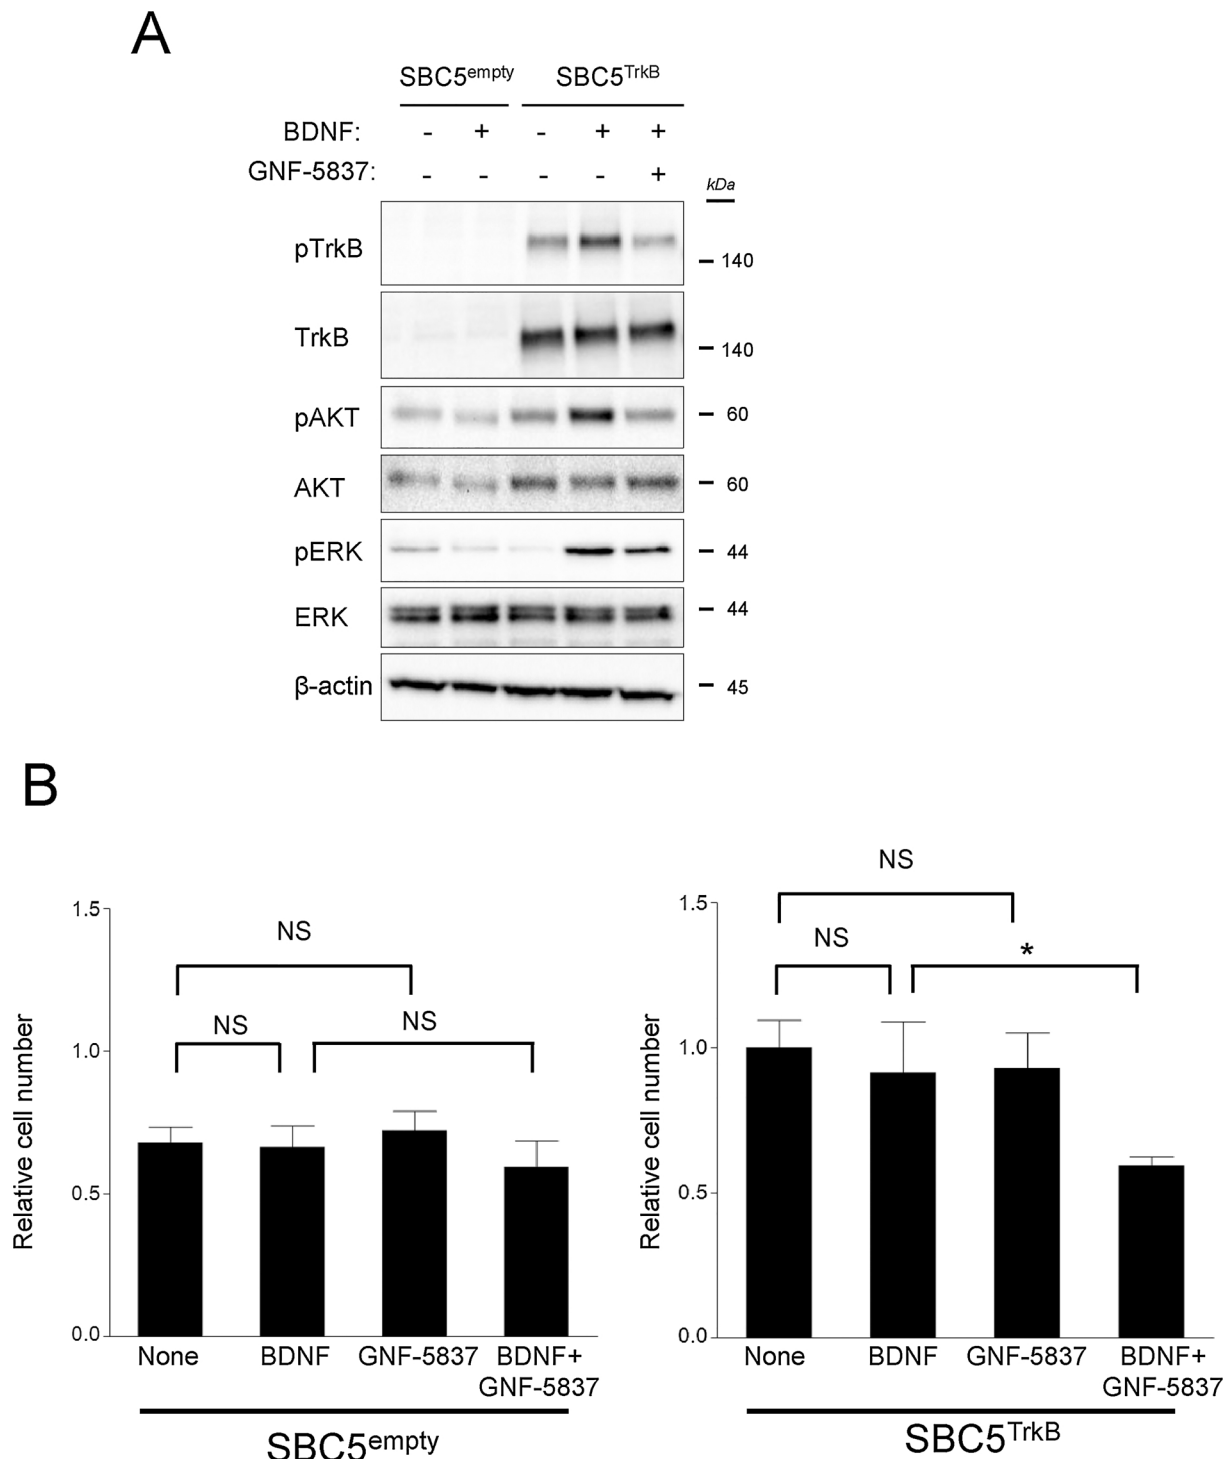 A
SBC5empty SBC5TrkB
BDNF: - + - + +
GNF-5837: - - - - +
kDa
pTrkB 140
TrkB 140
pAKT 60
AKT 60
pERK 44
ERK 44
β-actin 45
B
NS
NS NS
1.5
1.0
0.5
0.0
Relative cell number
None BDNF GNF-5837 BDNF+
GNF-5837
SBC5empty
NS
NS *
1.5
1.0
0.5
0.0
Relative cell number
None BDNF GNF-5837 BDNF+
GNF-5837
SBC5TrkB